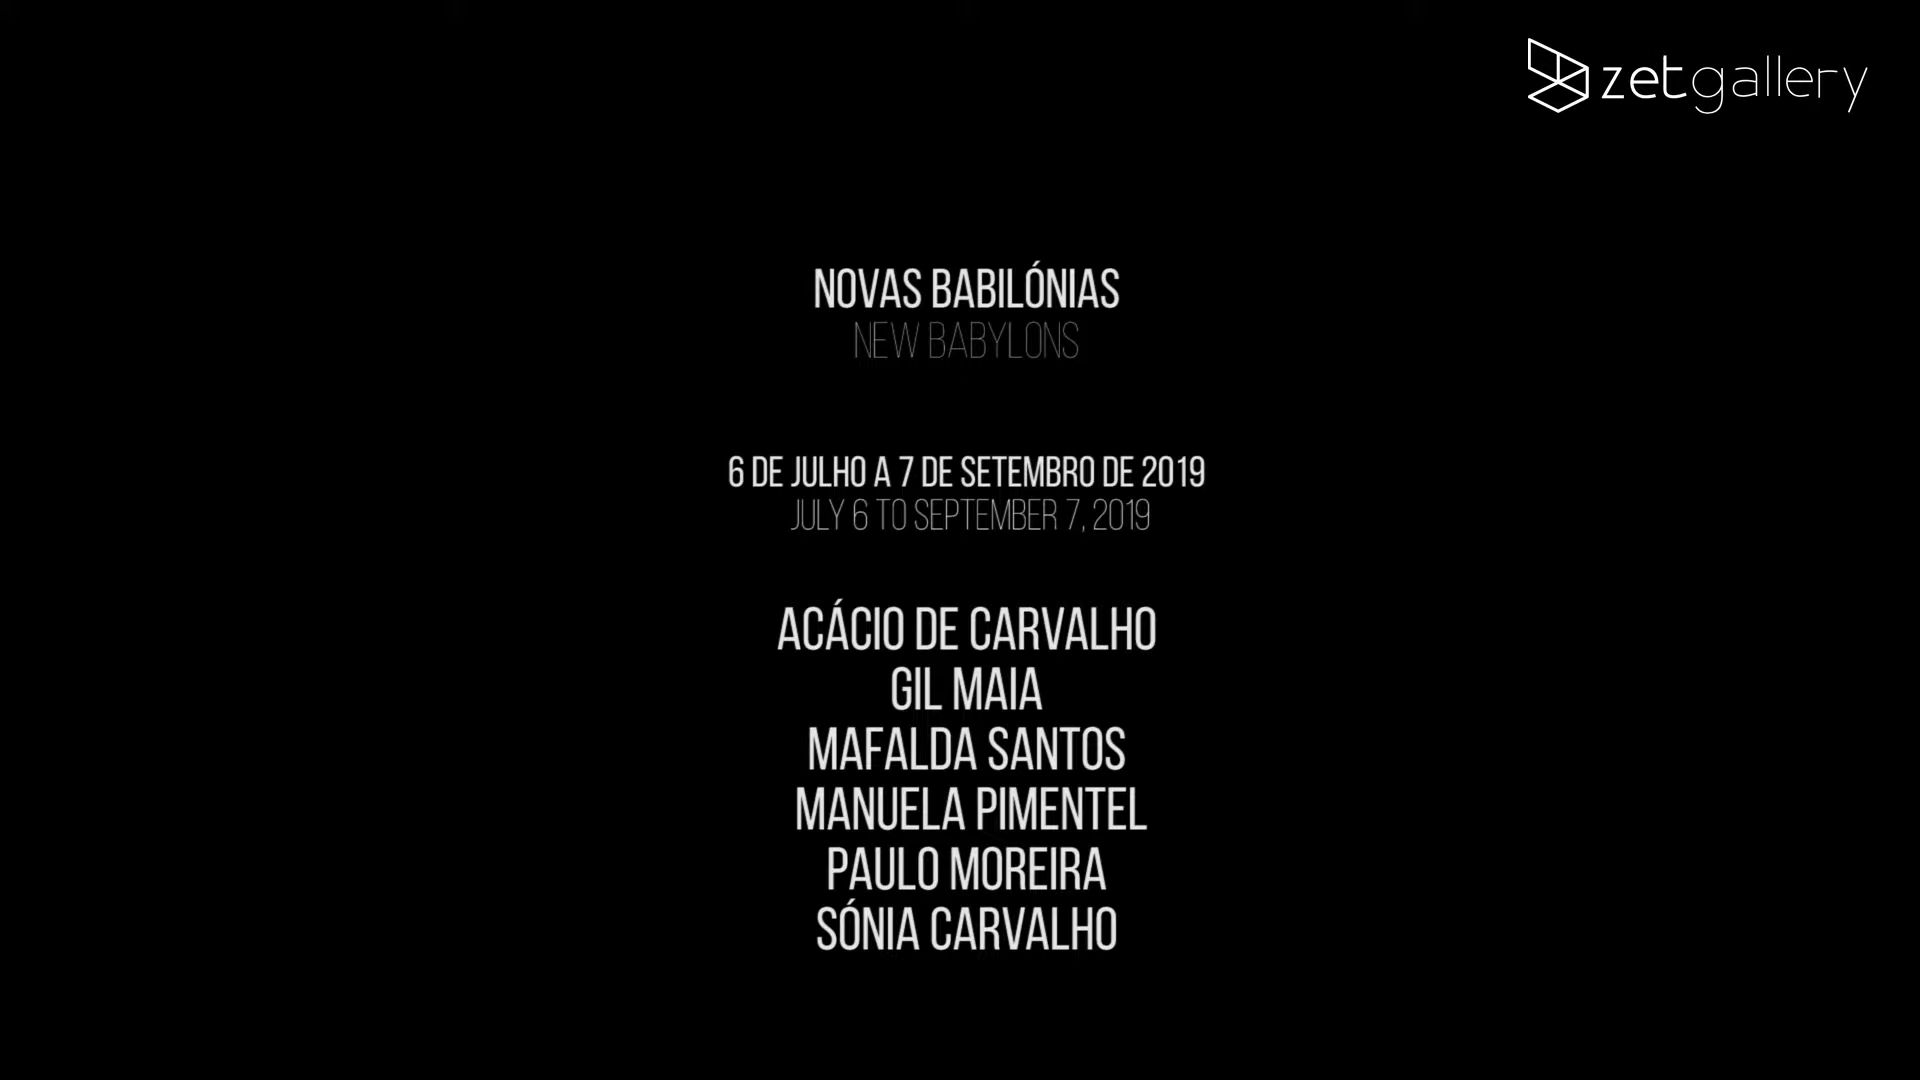 zetgallery
NOVAS BABILÓNIAS
NEW BABYLONS
6 DE JULHO A 7 DE SETEMBRO DE 2019
JULY 6 TO SEPTEMBER 7, 2019
ACÁCIO DE CARVALHO
GIL MAIA
MAFALDA SANTOS
MANUELA PIMENTEL
PAULO MOREIRA
SÓNIA CARVALHO